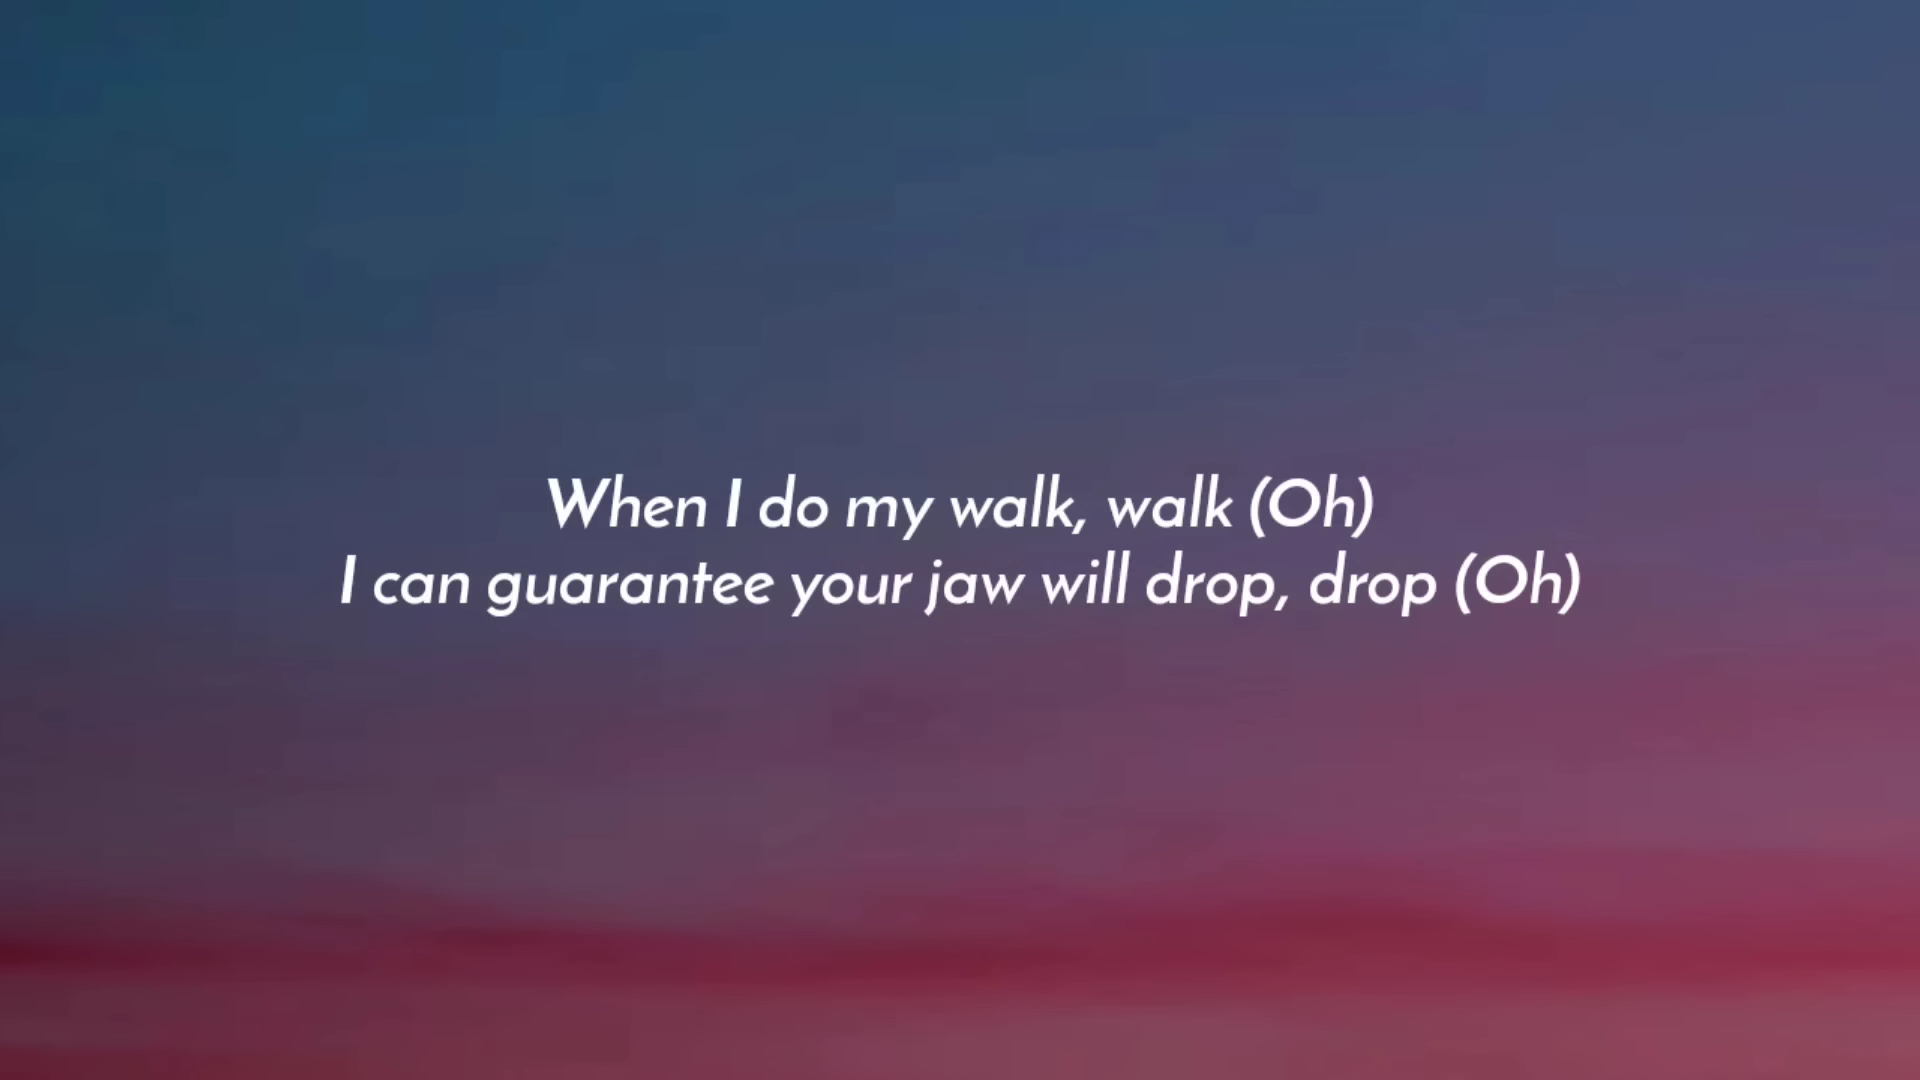 When I do my walk, walk (Oh)
I can guarantee your jaw will drop, drop (Oh)